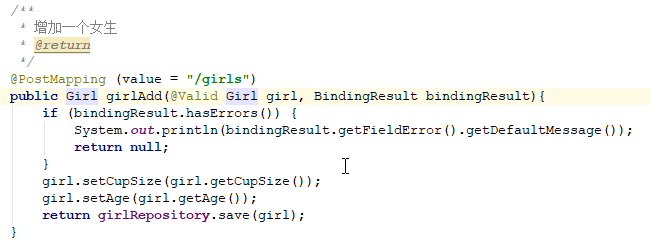 /**
 * 增加一个女生
 * @return
 */
@PostMapping (value = "/girls")
public Girl girlAdd(@Valid Girl girl, BindingResult bindingResult){
    if (bindingResult.hasErrors()) {
        System.out.println(bindingResult.getFieldError().getDefaultMessage());
        return null;
    }
    girl.setCupSize(girl.getCupSize());
    girl.setAge(girl.getAge());
    return girlRepository.save(girl);
}